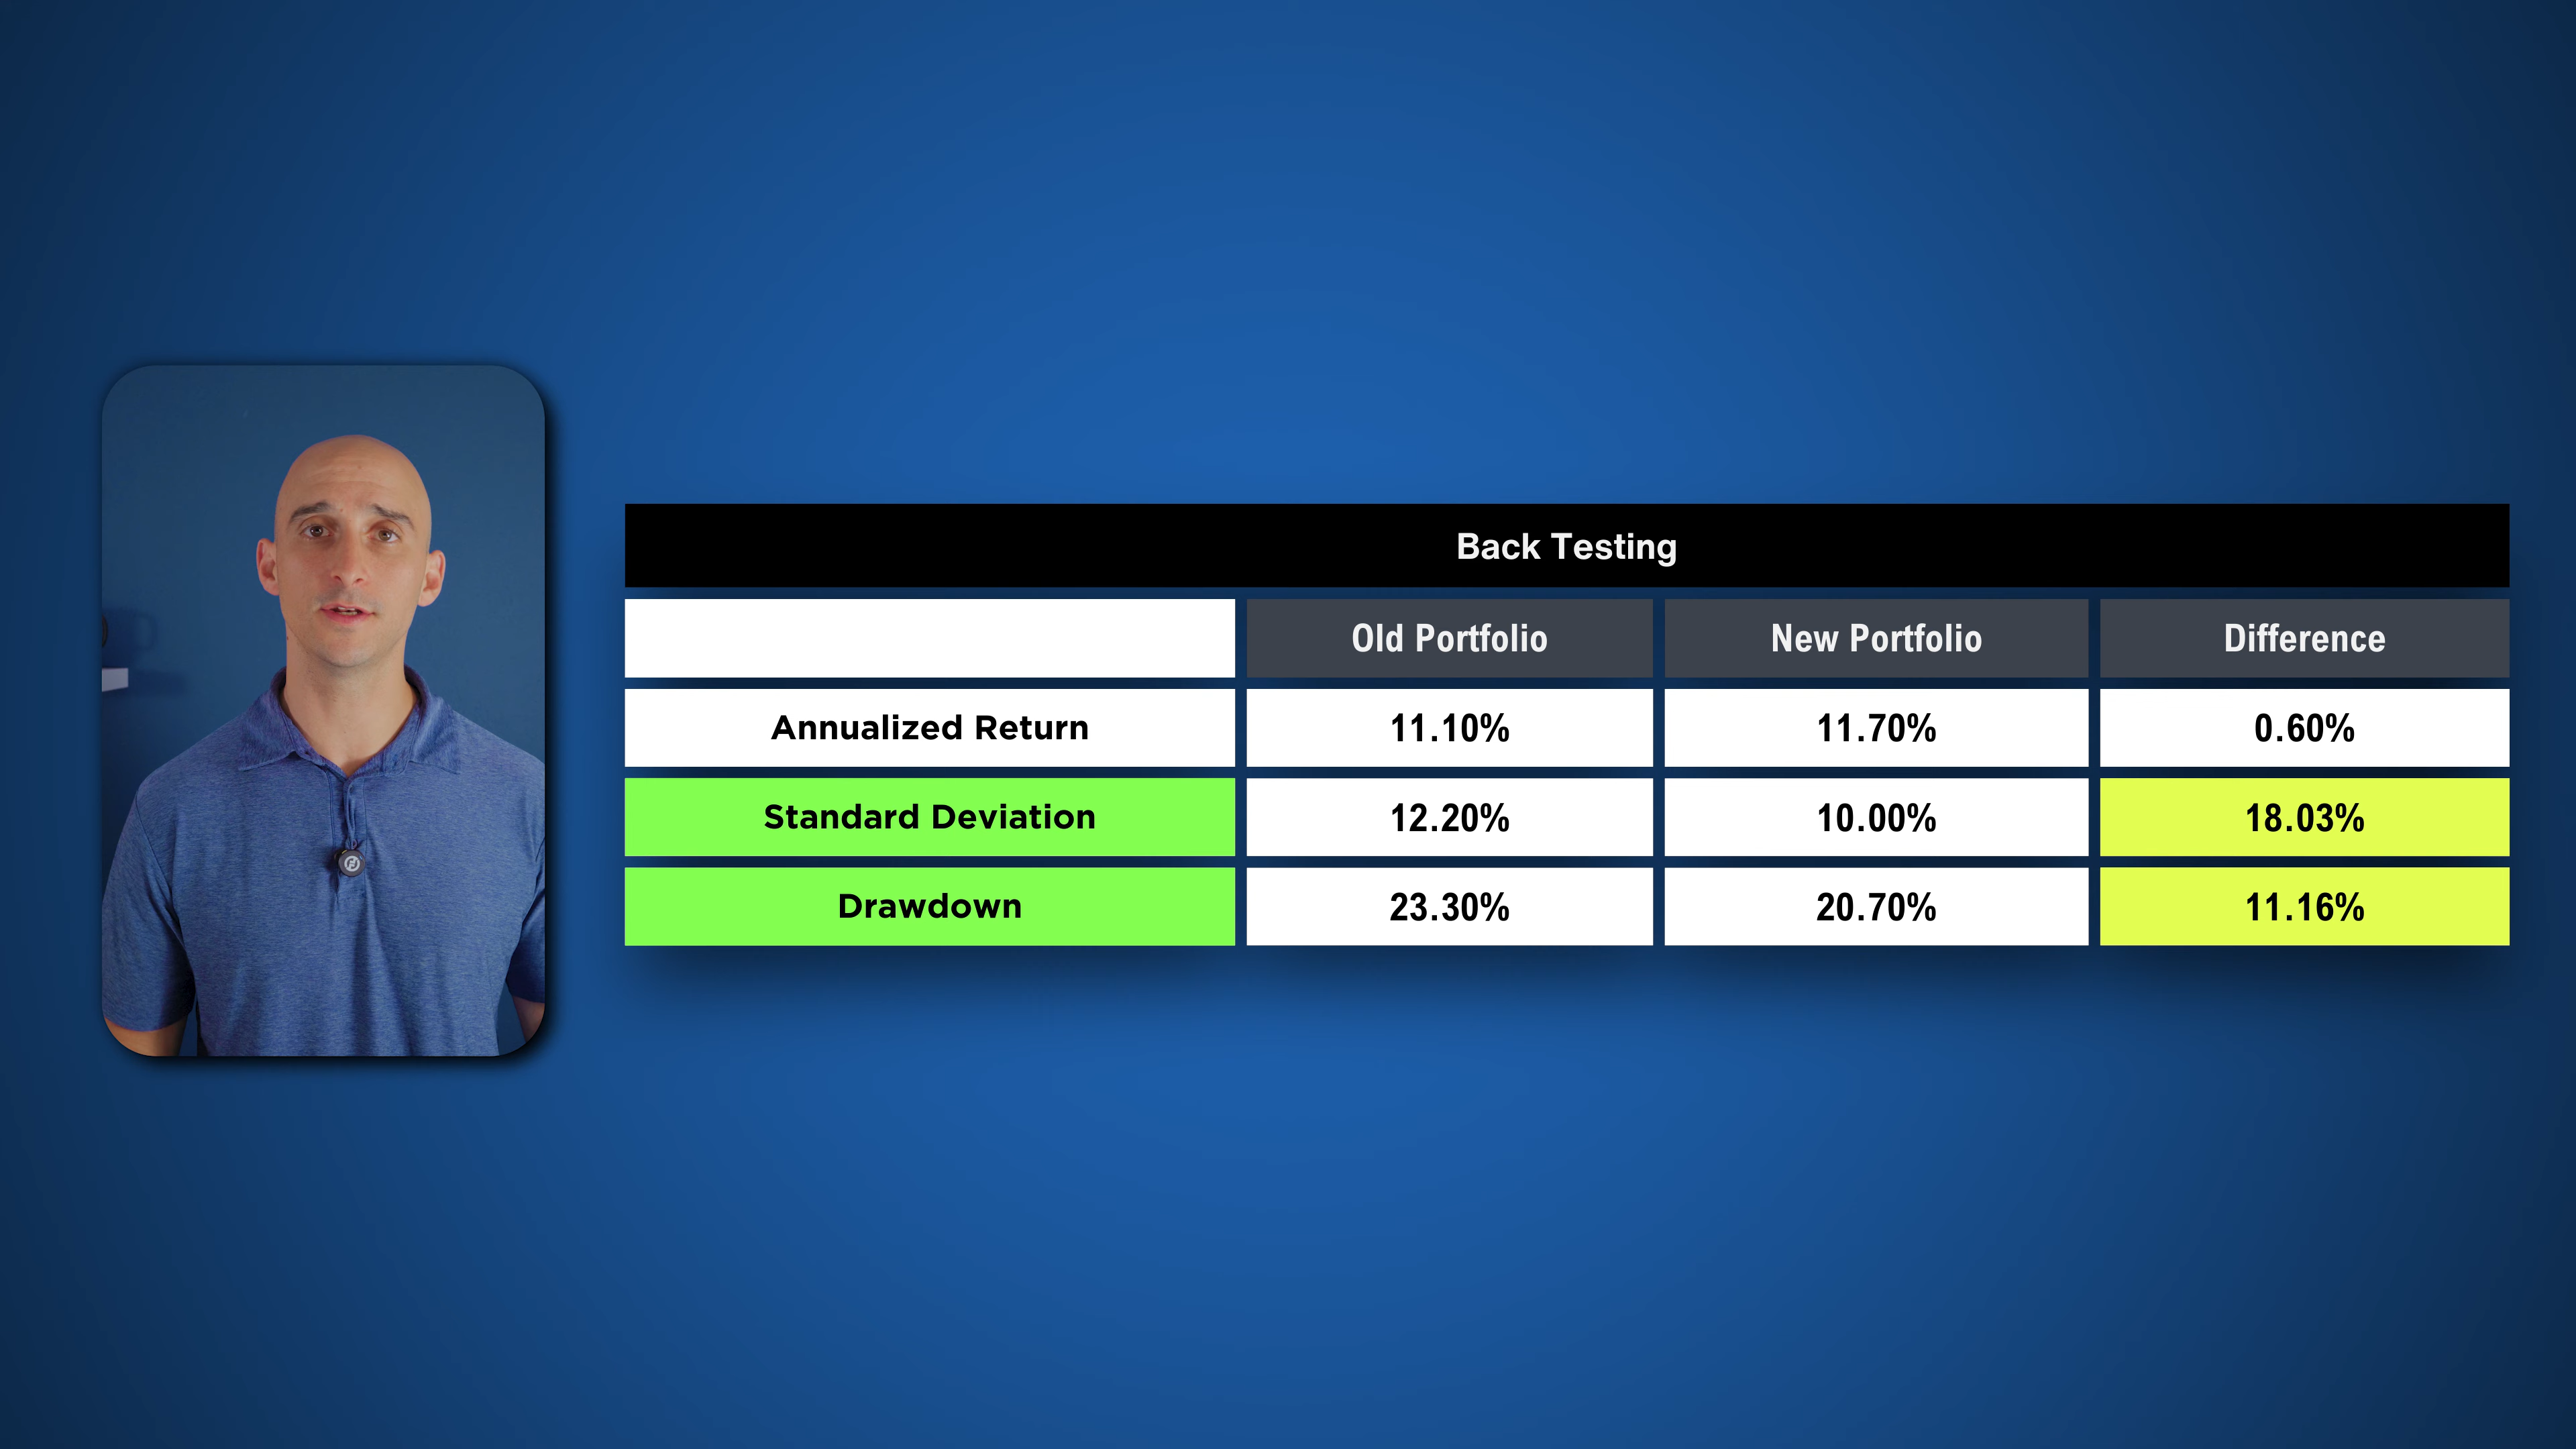 Back Testing
Old Portfolio New Portfolio Difference
Annualized Return 11.10% 11.70% 0.60%
Standard Deviation 12.20% 10.00% 18.03%
Drawdown 23.30% 20.70% 11.16%